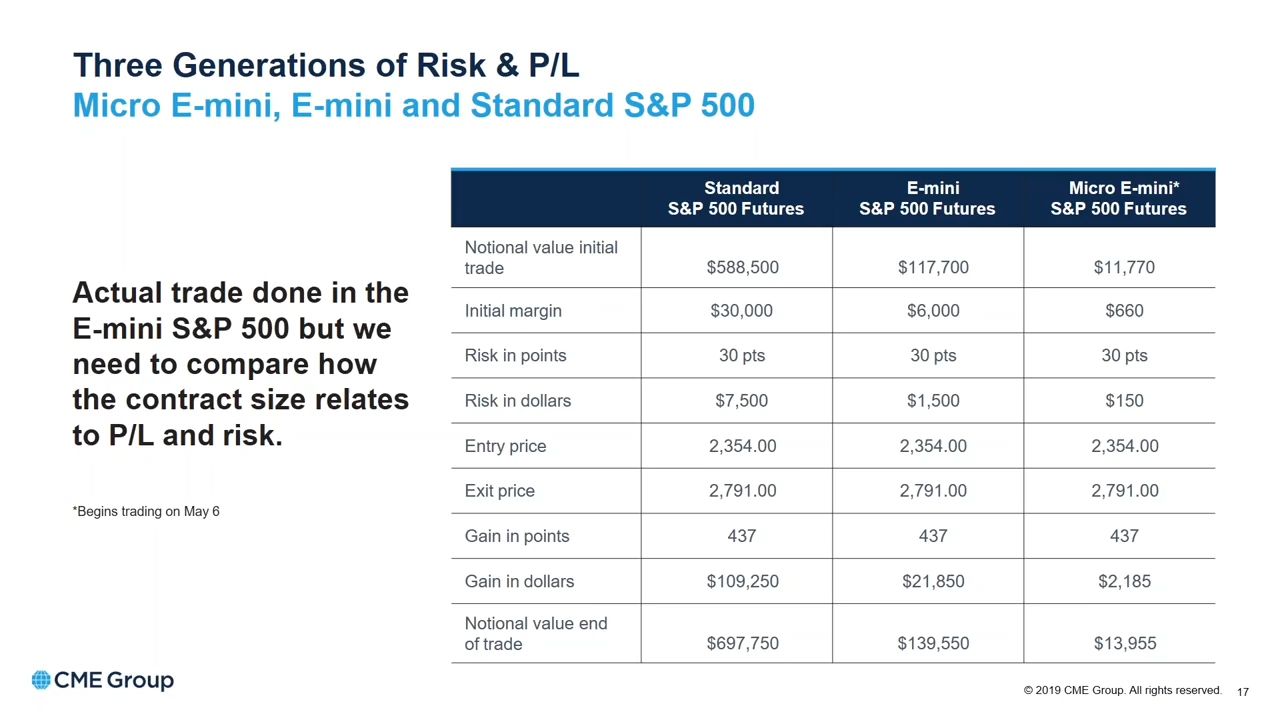 Three Generations of Risk & P/L
Micro E-mini, E-mini and Standard S&P 500
Actual trade done in the
E-mini S&P 500 but we
need to compare how
the contract size relates
to P/L and risk.
*Begins trading on May 6
Standard
S&P 500 Futures
E-mini
S&P 500 Futures
Micro E-mini*
S&P 500 Futures
Notional value initial
trade $588,500 $117,700 $11,770
Initial margin $30,000 $6,000 $660
Risk in points 30 pts 30 pts 30 pts
Risk in dollars $7,500 $1,500 $150
Entry price 2,354.00 2,354.00 2,354.00
Exit price 2,791.00 2,791.00 2,791.00
Gain in points 437 437 437
Gain in dollars $109,250 $21,850 $2,185
Notional value end
of trade $697,750 $139,550 $13,955
CME Group
© 2019 CME Group. All rights reserved. 17